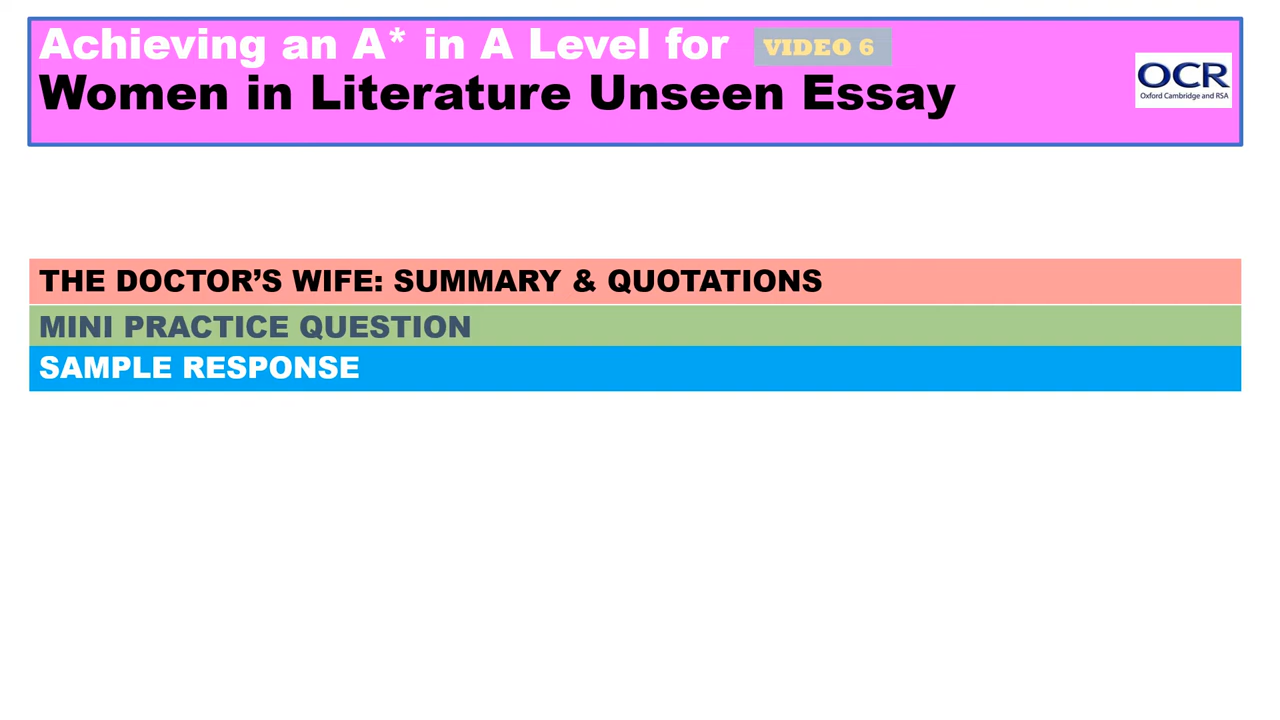 Achieving an A* in A Level for VIDEO 6
Women in Literature Unseen Essay
OCR
Oxford Cambridge and RSA
THE DOCTOR’S WIFE: SUMMARY & QUOTATIONS
MINI PRACTICE QUESTION
SAMPLE RESPONSE